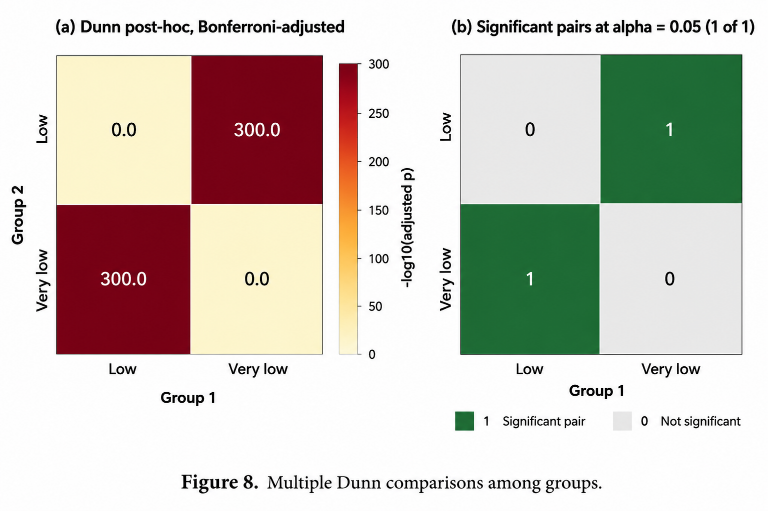 (a) Dunn post-hoc, Bonferroni-adjusted
Group 2
Low
Very low
0.0
300.0
300.0
0.0
Low
Very low
Group 1
300
250
200
150
100
50
0
-log10(adjusted p)
(b) Significant pairs at alpha = 0.05 (1 of 1)
Low
Very low
0
1
1
0
Low
Very low
Group 1
1 Significant pair
0 Not significant
Figure 8. Multiple Dunn comparisons among groups.